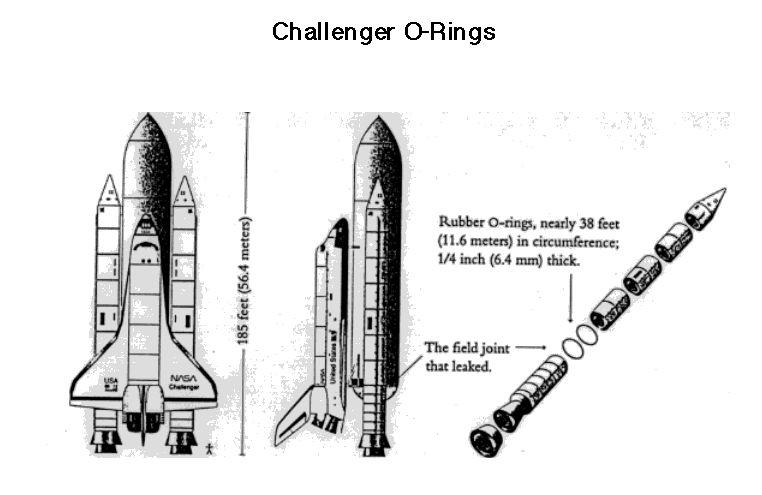 Challenger O-Rings
185 feet (56.4 meters)
USA
NASA
Challenger
United States
Rubber O-rings, nearly 38 feet
(11.6 meters) in circumference;
1/4 inch (6.4 mm) thick.
The field joint
that leaked.